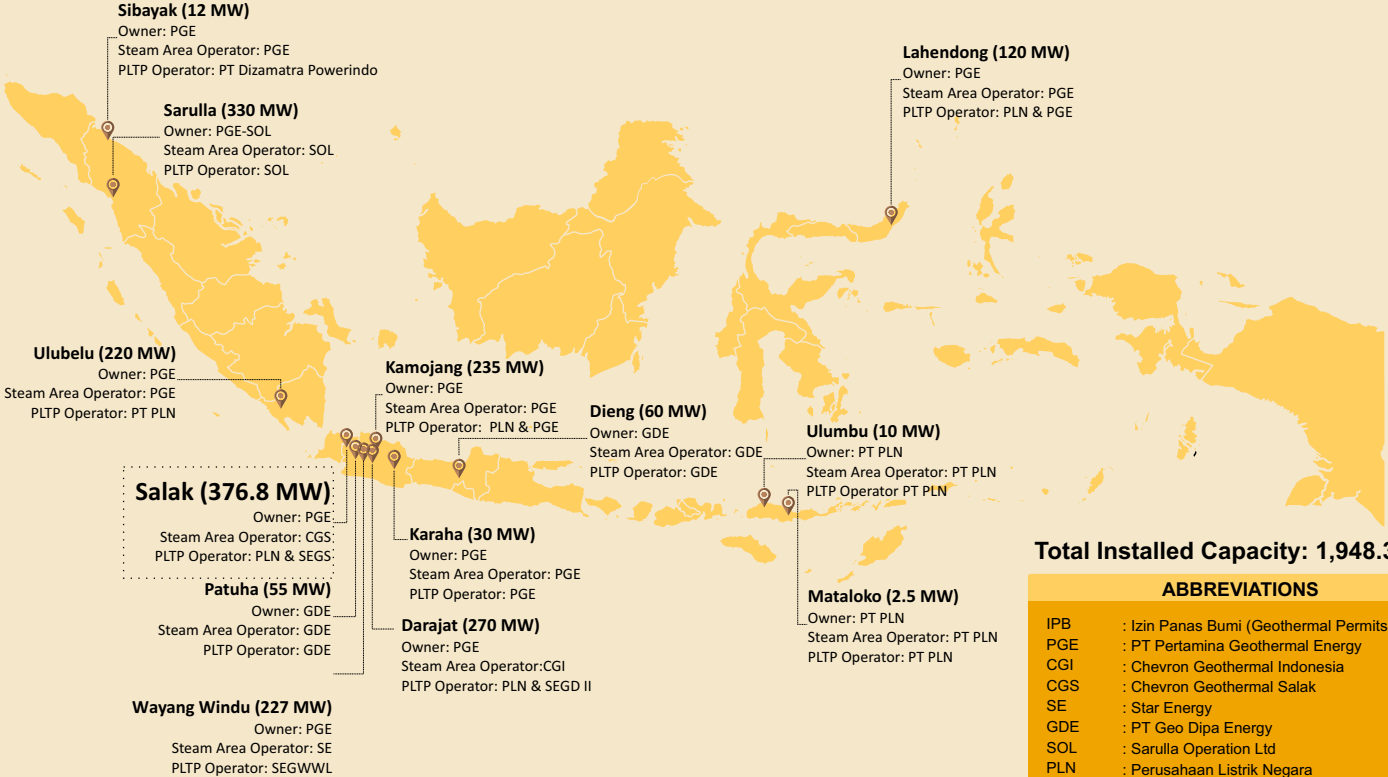 Sibayak (12 MW)
Owner: PGE
Steam Area Operator: PGE
PLTP Operator: PT Dizamatra Powerindo
Sarulla (330 MW)
Owner: PGE-SOL
Steam Area Operator: SOL
PLTP Operator: SOL
Lahendong (120 MW)
Owner: PGE
Steam Area Operator: PGE
PLTP Operator: PLN & PGE
Ulubelu (220 MW)
Owner: PGE
Steam Area Operator: PGE
PLTP Operator: PT PLN
Kamojang (235 MW)
Owner: PGE
Steam Area Operator: PGE
PLTP Operator: PLN & PGE
Dieng (60 MW)
Owner: GDE
Steam Area Operator: GDE
PLTP Operator: GDE
Ulumbu (10 MW)
Owner: PT PLN
Steam Area Operator: PT PLN
PLTP Operator PT PLN
Salak (376.8 MW)
Owner: PGE
Steam Area Operator: CGS
PLTP Operator: PLN & SEGS
Karaha (30 MW)
Owner: PGE
Steam Area Operator: PGE
PLTP Operator: PGE
Patuha (55 MW)
Owner: GDE
Steam Area Operator: GDE
PLTP Operator: GDE
Darajat (270 MW)
Owner: PGE
Steam Area Operator:CGI
PLTP Operator: PLN & SEGD II
Mataloko (2.5 MW)
Owner: PT PLN
Steam Area Operator: PT PLN
PLTP Operator: PT PLN
Wayang Windu (227 MW)
Owner: PGE
Steam Area Operator: SE
PLTP Operator: SEGWWL
Total Installed Capacity: 1,948.3
ABBREVIATIONS
IPB : Izin Panas Bumi (Geothermal Permits
PGE : PT Pertamina Geothermal Energy
CGI : Chevron Geothermal Indonesia
CGS : Chevron Geothermal Salak
SE : Star Energy
GDE : PT Geo Dipa Energy
SOL : Sarulla Operation Ltd
PLN : Perusahaan Listrik Negara